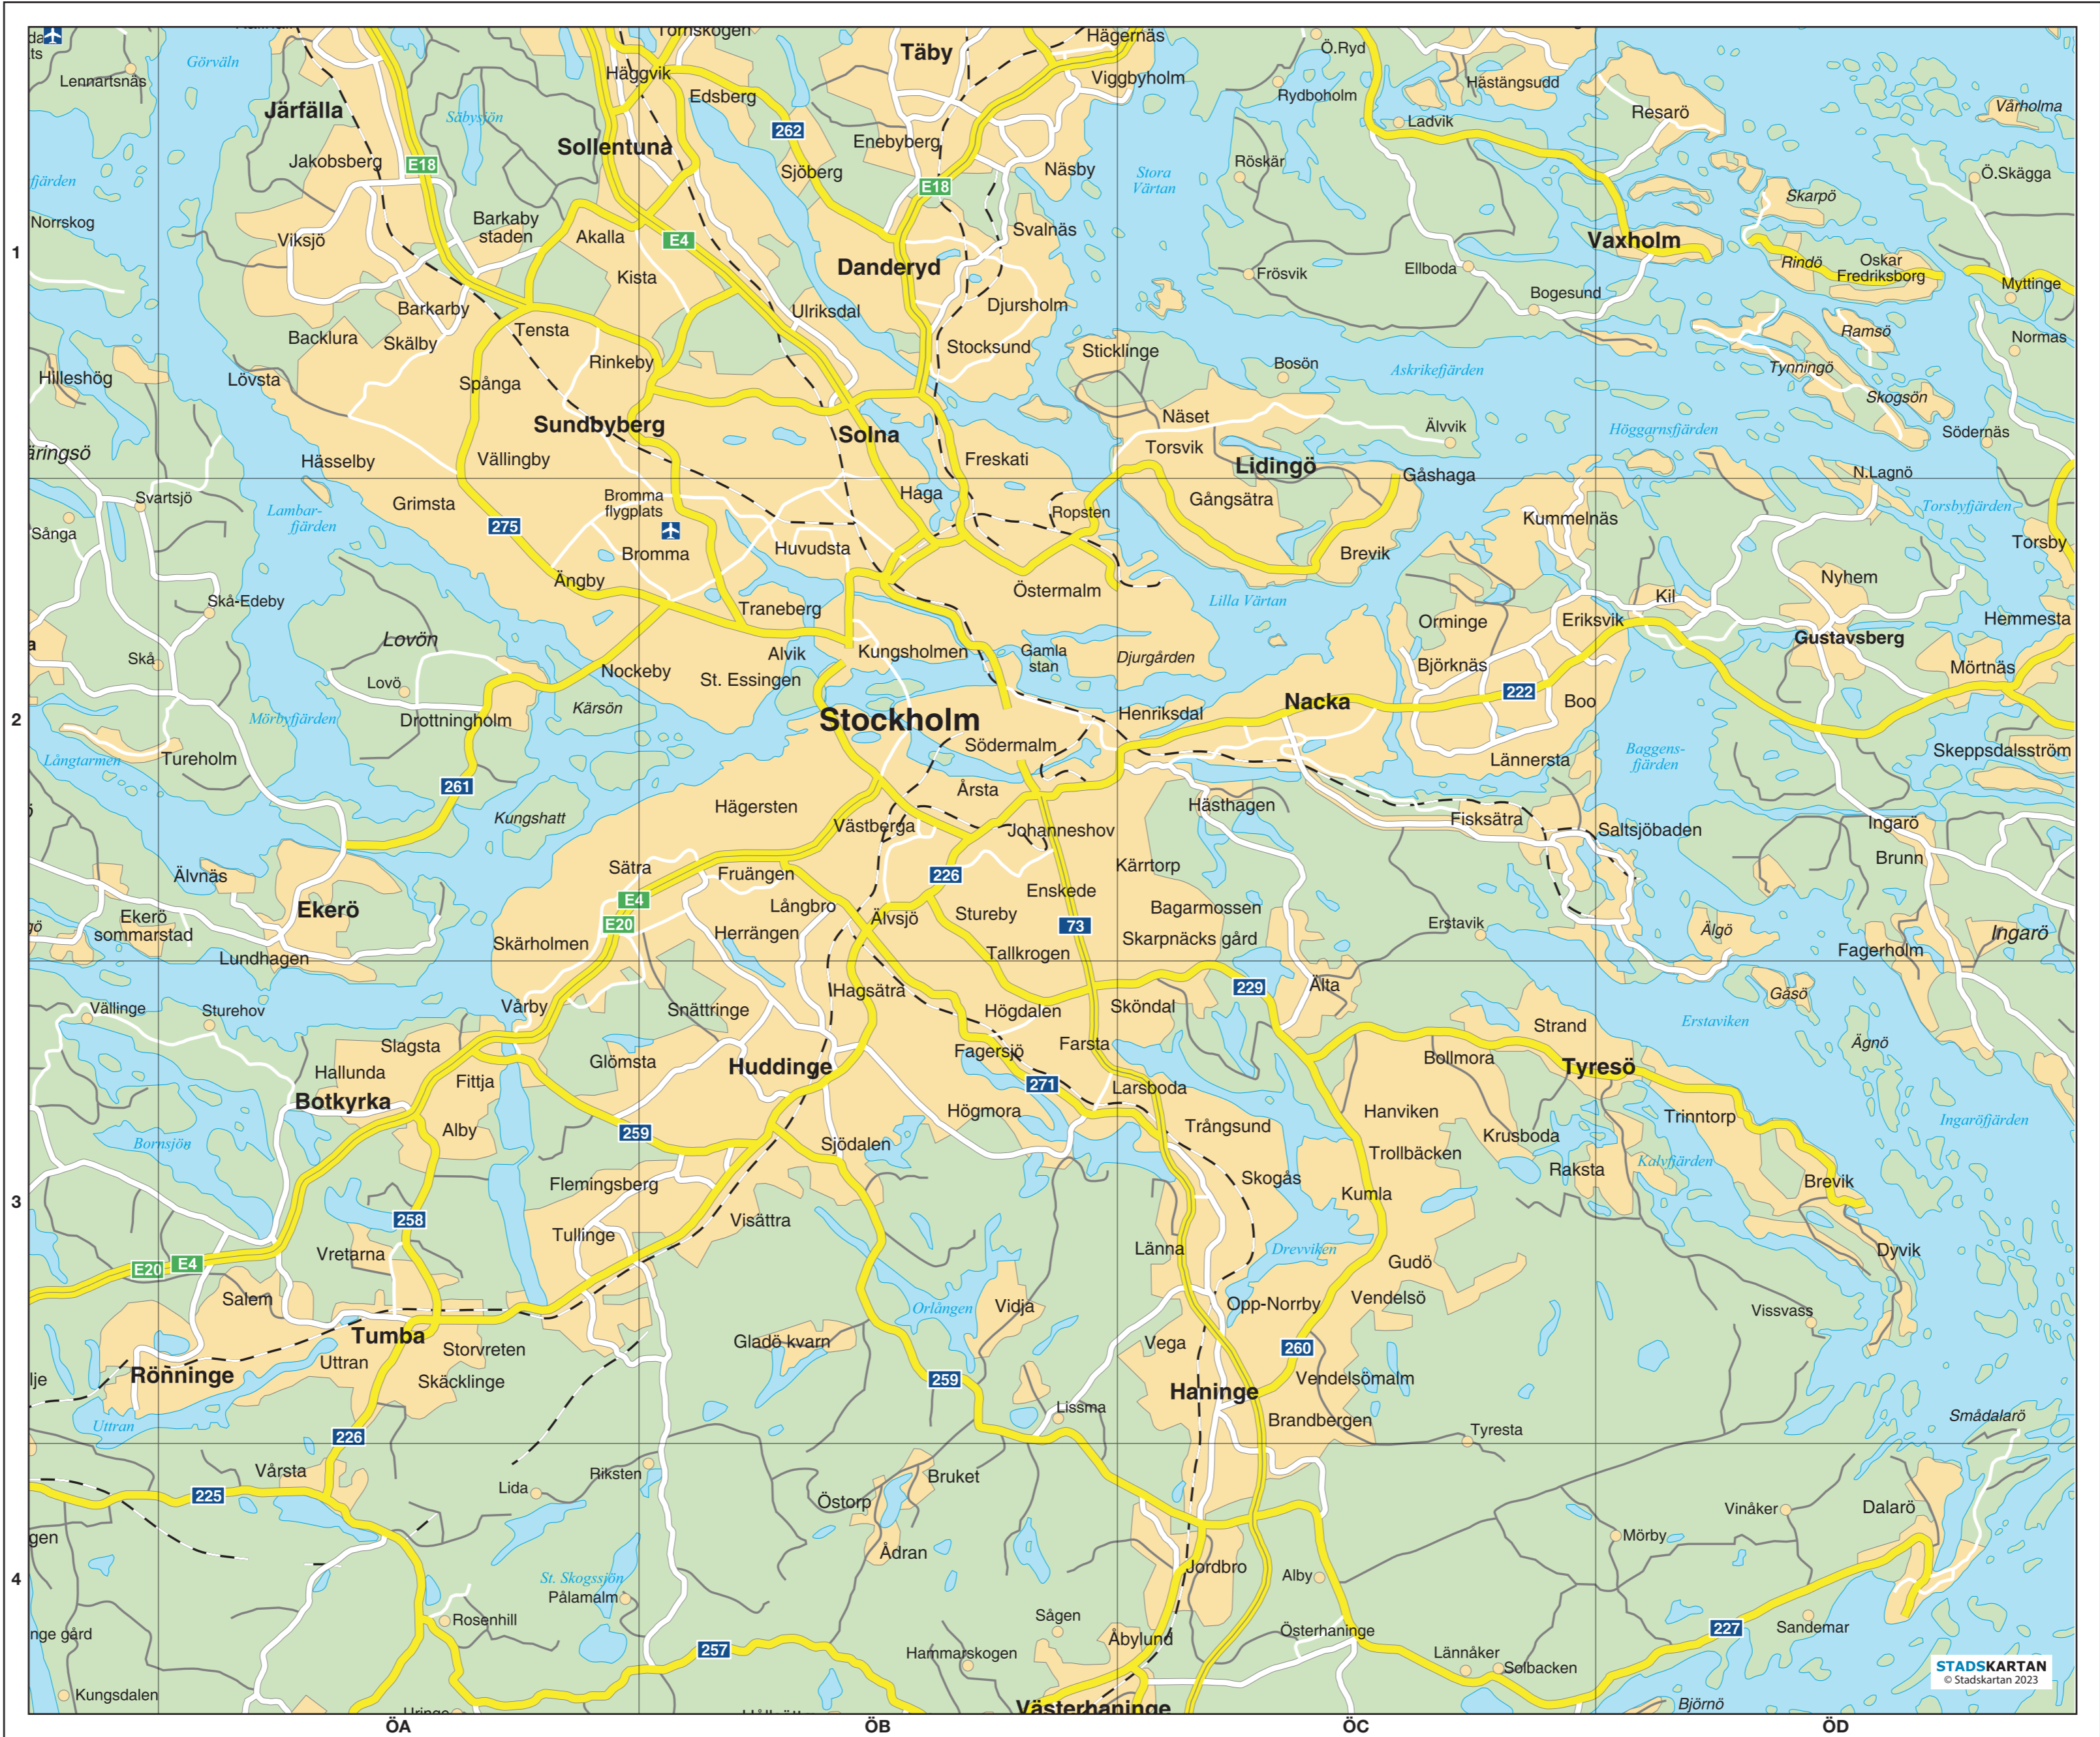 Tornskogen
Hägernäs
Täby
Ö.Ryd
Görväln
Lennartsnäs
Häggvik
Viggbyholm
Hästängsudd
Edsberg
Rydboholm
Resarö
Vårholma
Järfälla
Säbysjön
262
Ladvik
Sollentuna
Enebyberg
Jakobsberg
E18
Sjöberg
Näsby
Röskär
Stora
Värtan
Ö.Skägga
fjärden
E18
Skarpö
Norrskog
Barkaby
staden
Svalnäs
Viksjö
Akalla
E4
Vaxholm
1
Danderyd
Rindö
Oskar
Fredriksborg
Kista
Frösvik
Ellboda
Myttinge
Bogesund
Barkarby
Ulriksdal
Djursholm
Backlura
Skälby
Tensta
Ramsö
Normas
Stocksund
Sticklinge
Rinkeby
Bosön
Askrikefjärden
Tynningö
Hilleshög
Lövsta
Spånga
Skogsön
Sundbyberg
Solna
Näset
Älvvik
Höggarnsfjärden
Södernäs
äringsö
Torsvik
Hässelby
Vällingby
Freskati
Lidingö
Gåshaga
N.Lagnö
Svartsjö
Grimsta
Bromma
flygplats
Haga
Gångsätra
Lambar-
fjärden
Ropsten
Kummelnäs
Torsbyfjärden
275
Sånga
Bromma
Huvudsta
Brevik
Torsby
Ängby
Östermalm
Nyhem
Skå-Edeby
Traneberg
Lilla Värtan
Kil
Orminge
Eriksvik
Hemmesta
Lovön
Gustavsberg
Alvik
Kungsholmen
Gamla
stan
Djurgården
Skå
Björknäs
Mörtnäs
Nockeby
St. Essingen
Lovö
222
Boo
Kärsön
Nacka
Mörbyfjärden
Drottningholm
2
Stockholm
Henriksdal
Södermalm
Baggens-
fjärden
Skeppsdalsström
Långtarmen
Tureholm
Lännersta
261
Årsta
Hägersten
Hästhagen
Kungshatt
Västberga
Johanneshov
Fisksätra
Saltsjöbaden
Ingarö
Brunn
Älvnäs
Sätra
Fruängen
226
Kärrtorp
E4
Enskede
Ekerö
Långbro
Bagarmossen
Ekerö
sommarstad
E20
Älvsjö
Stureby
73
Erstavik
Älgö
Ingarö
Skärholmen
Herrängen
Skarpnäcks gård
Tallkrogen
Fagerholm
Lundhagen
Hagsätra
229
Älta
Gåsö
Vällinge
Sturehov
Vårby
Snättringe
Högdalen
Sköndal
Erstaviken
Strand
Slagsta
Fagersjö
Farsta
Ägnö
Glömsta
Bollmora
Hallunda
Fittja
Huddinge
Tyresö
271
Larsboda
Botkyrka
Högmora
Hanviken
Trinntorp
Ingaröfjärden
259
Alby
Trångsund
Bornsjön
Sjödalen
Krusboda
Trollbäcken
Kalvfjärden
Raksta
Flemingsberg
Skogås
Brevik
3
Kumla
258
Visättra
Tullinge
Länna
Drevviken
Vretarna
Dyvik
E20
E4
Gudö
Salem
Orlången
Vidja
Opp-Norrby
Vendelsö
Vissvass
Tumba
Gladö kvarn
Vega
Storvreten
260
Uttran
Rönninge
259
Skäcklinge
Vendelsömalm
lje
Haninge
Uttran
Lissma
Brandbergen
Smådalarö
226
Tyresta
Vårsta
Riksten
Bruket
Lida
225
Östorp
Vinåker
Dalarö
gen
Mörby
Ådran
Jordbro
4
St. Skogssjön
Alby
Pålamalm
Rosenhill
Sågen
Sandemar
nge gård
Österhaninge
227
257
Åbylund
Hammarskogen
Lännåker
Solbacken
Kungsdalen
STADSKARTAN
© Stadskartan 2023
Björnö
Västerhaninge
ÖA
ÖB
ÖC
ÖD